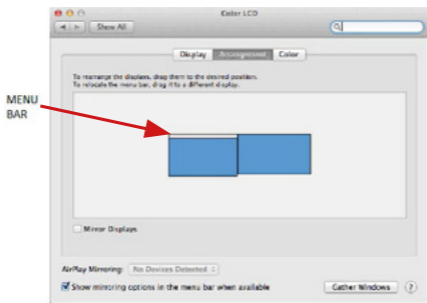 Color LCD
Show All
Display Arrangement Color
To rearrange the displays, drag them to the desired position.
To relocate the menu bar, drag it to a different display.
MENU
BAR
Mirror Displays
AirPlay Mirroring: No Devices Detected
Show mirroring options in the menu bar when available
Gather Windows ?